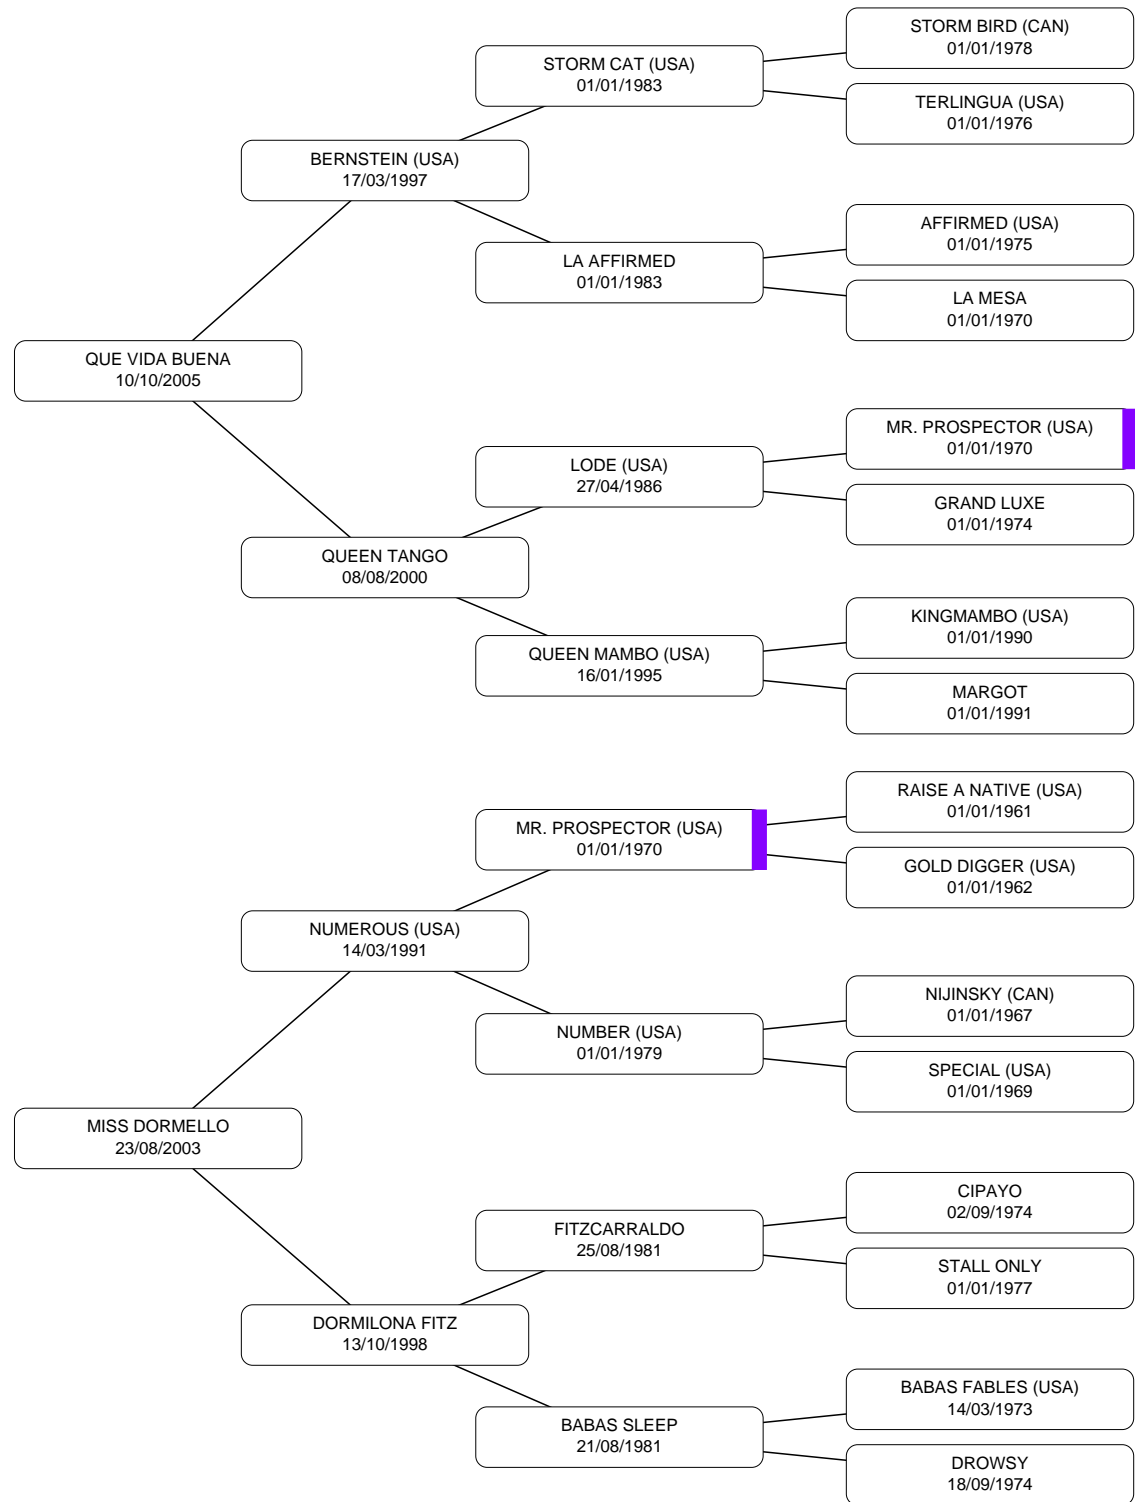 STORM BIRD (CAN)
01/01/1978
STORM CAT (USA)
01/01/1983
TERLINGUA (USA)
01/01/1976
BERNSTEIN (USA)
17/03/1997
AFFIRMED (USA)
01/01/1975
LA AFFIRMED
01/01/1983
LA MESA
01/01/1970
QUE VIDA BUENA
10/10/2005
MR. PROSPECTOR (USA)
01/01/1970
LODE (USA)
27/04/1986
GRAND LUXE
01/01/1974
QUEEN TANGO
08/08/2000
KINGMAMBO (USA)
01/01/1990
QUEEN MAMBO (USA)
16/01/1995
MARGOT
01/01/1991
RAISE A NATIVE (USA)
01/01/1961
MR. PROSPECTOR (USA)
01/01/1970
GOLD DIGGER (USA)
01/01/1962
NUMEROUS (USA)
14/03/1991
NIJINSKY (CAN)
01/01/1967
NUMBER (USA)
01/01/1979
SPECIAL (USA)
01/01/1969
MISS DORMELLO
23/08/2003
CIPAYO
02/09/1974
FITZCARRALDO
25/08/1981
STALL ONLY
01/01/1977
DORMILONA FITZ
13/10/1998
BABAS FABLES (USA)
14/03/1973
BABAS SLEEP
21/08/1981
DROWSY
18/09/1974